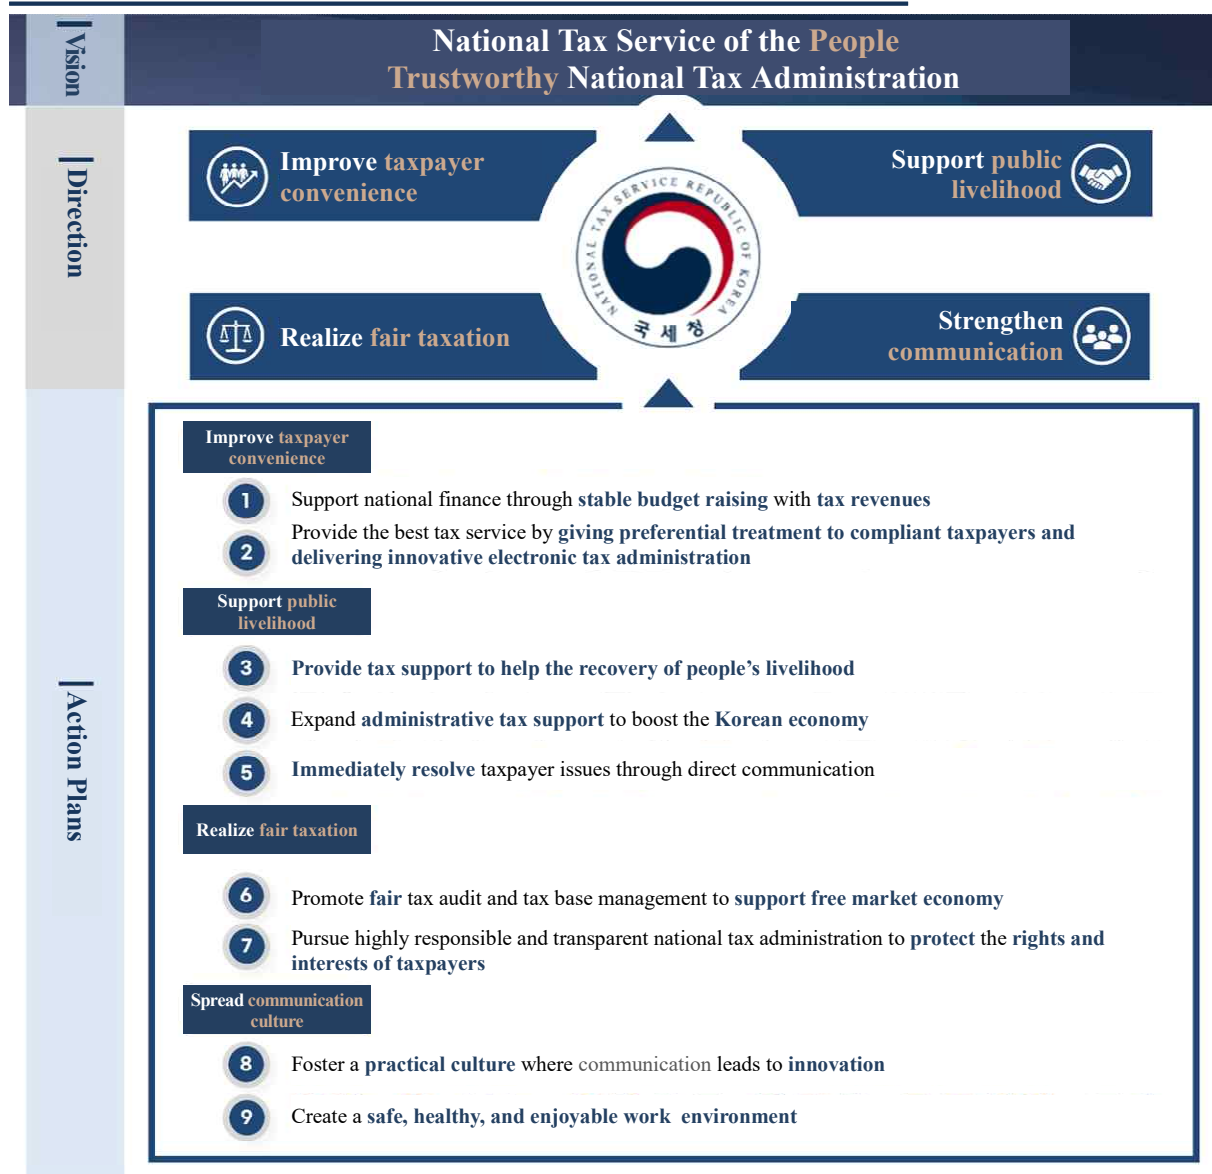 Vision
National Tax Service of the People
Trustworthy National Tax Administration
Direction
Improve taxpayer
convenience
Support public
livelihood
NATIONAL TAX SERVICE REPUBLIC OF KOREA
국세청
Realize fair taxation
Strengthen
communication
Action Plans
Improve taxpayer
convenience
1 Support national finance through stable budget raising with tax revenues
2 Provide the best tax service by giving preferential treatment to compliant taxpayers and
delivering innovative electronic tax administration
Support public
livelihood
3 Provide tax support to help the recovery of people’s livelihood
4 Expand administrative tax support to boost the Korean economy
5 Immediately resolve taxpayer issues through direct communication
Realize fair taxation
6 Promote fair tax audit and tax base management to support free market economy
7 Pursue highly responsible and transparent national tax administration to protect the rights and
interests of taxpayers
Spread communication
culture
8 Foster a practical culture where communication leads to innovation
9 Create a safe, healthy, and enjoyable work environment